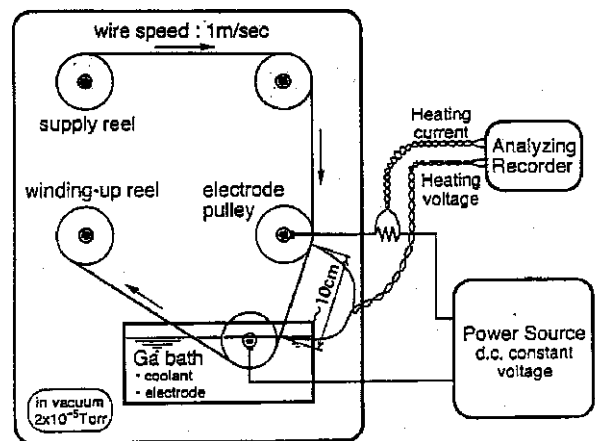 wire speed : 1m/sec
supply reel
Heating
current
Analyzing
Recorder
Heating
voltage
winding-up reel
electrode
pulley
~10cm
Ga bath
・coolant
・electrode
Power Source
d.c. constant
voltage
in vacuum
2x10⁻⁵Torr